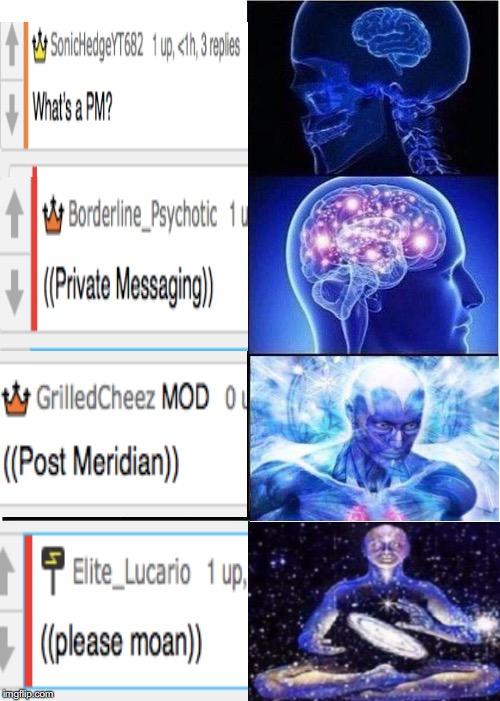 SonicHedgeYT682 1 up, <1h, 3 replies
What's a PM?
Borderline_Psychotic 1 u
((Private Messaging))
GrilledCheez MOD 0 u
((Post Meridian))
Elite_Lucario 1 up,
((please moan))
imgflip.com